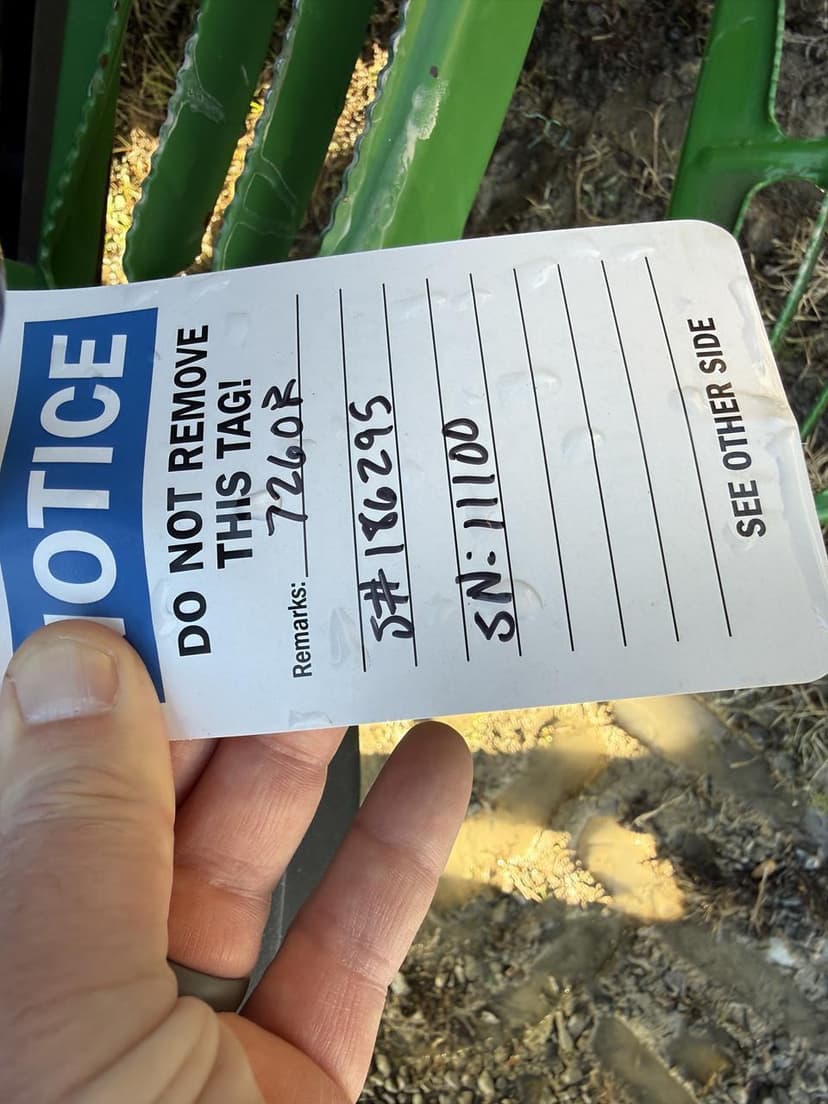 NOTICE
DO NOT REMOVE
THIS TAG!
Remarks: 7260R
S# 186295
SN: 11100
SEE OTHER SIDE